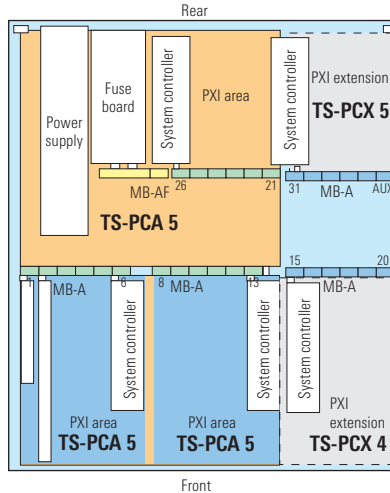 Rear
Power supply
Fuse board
System controller
PXI area
System controller
PXI extension
TS-PCX 5
MB-AF
26
21
31
MB-A
AUX
TS-PCA 5
1
MB-A
6
8
MB-A
13
15
20
MB-A
System controller
System controller
System controller
PXI area
TS-PCA 5
PXI area
TS-PCA 5
PXI
extension
TS-PCX 4
Front